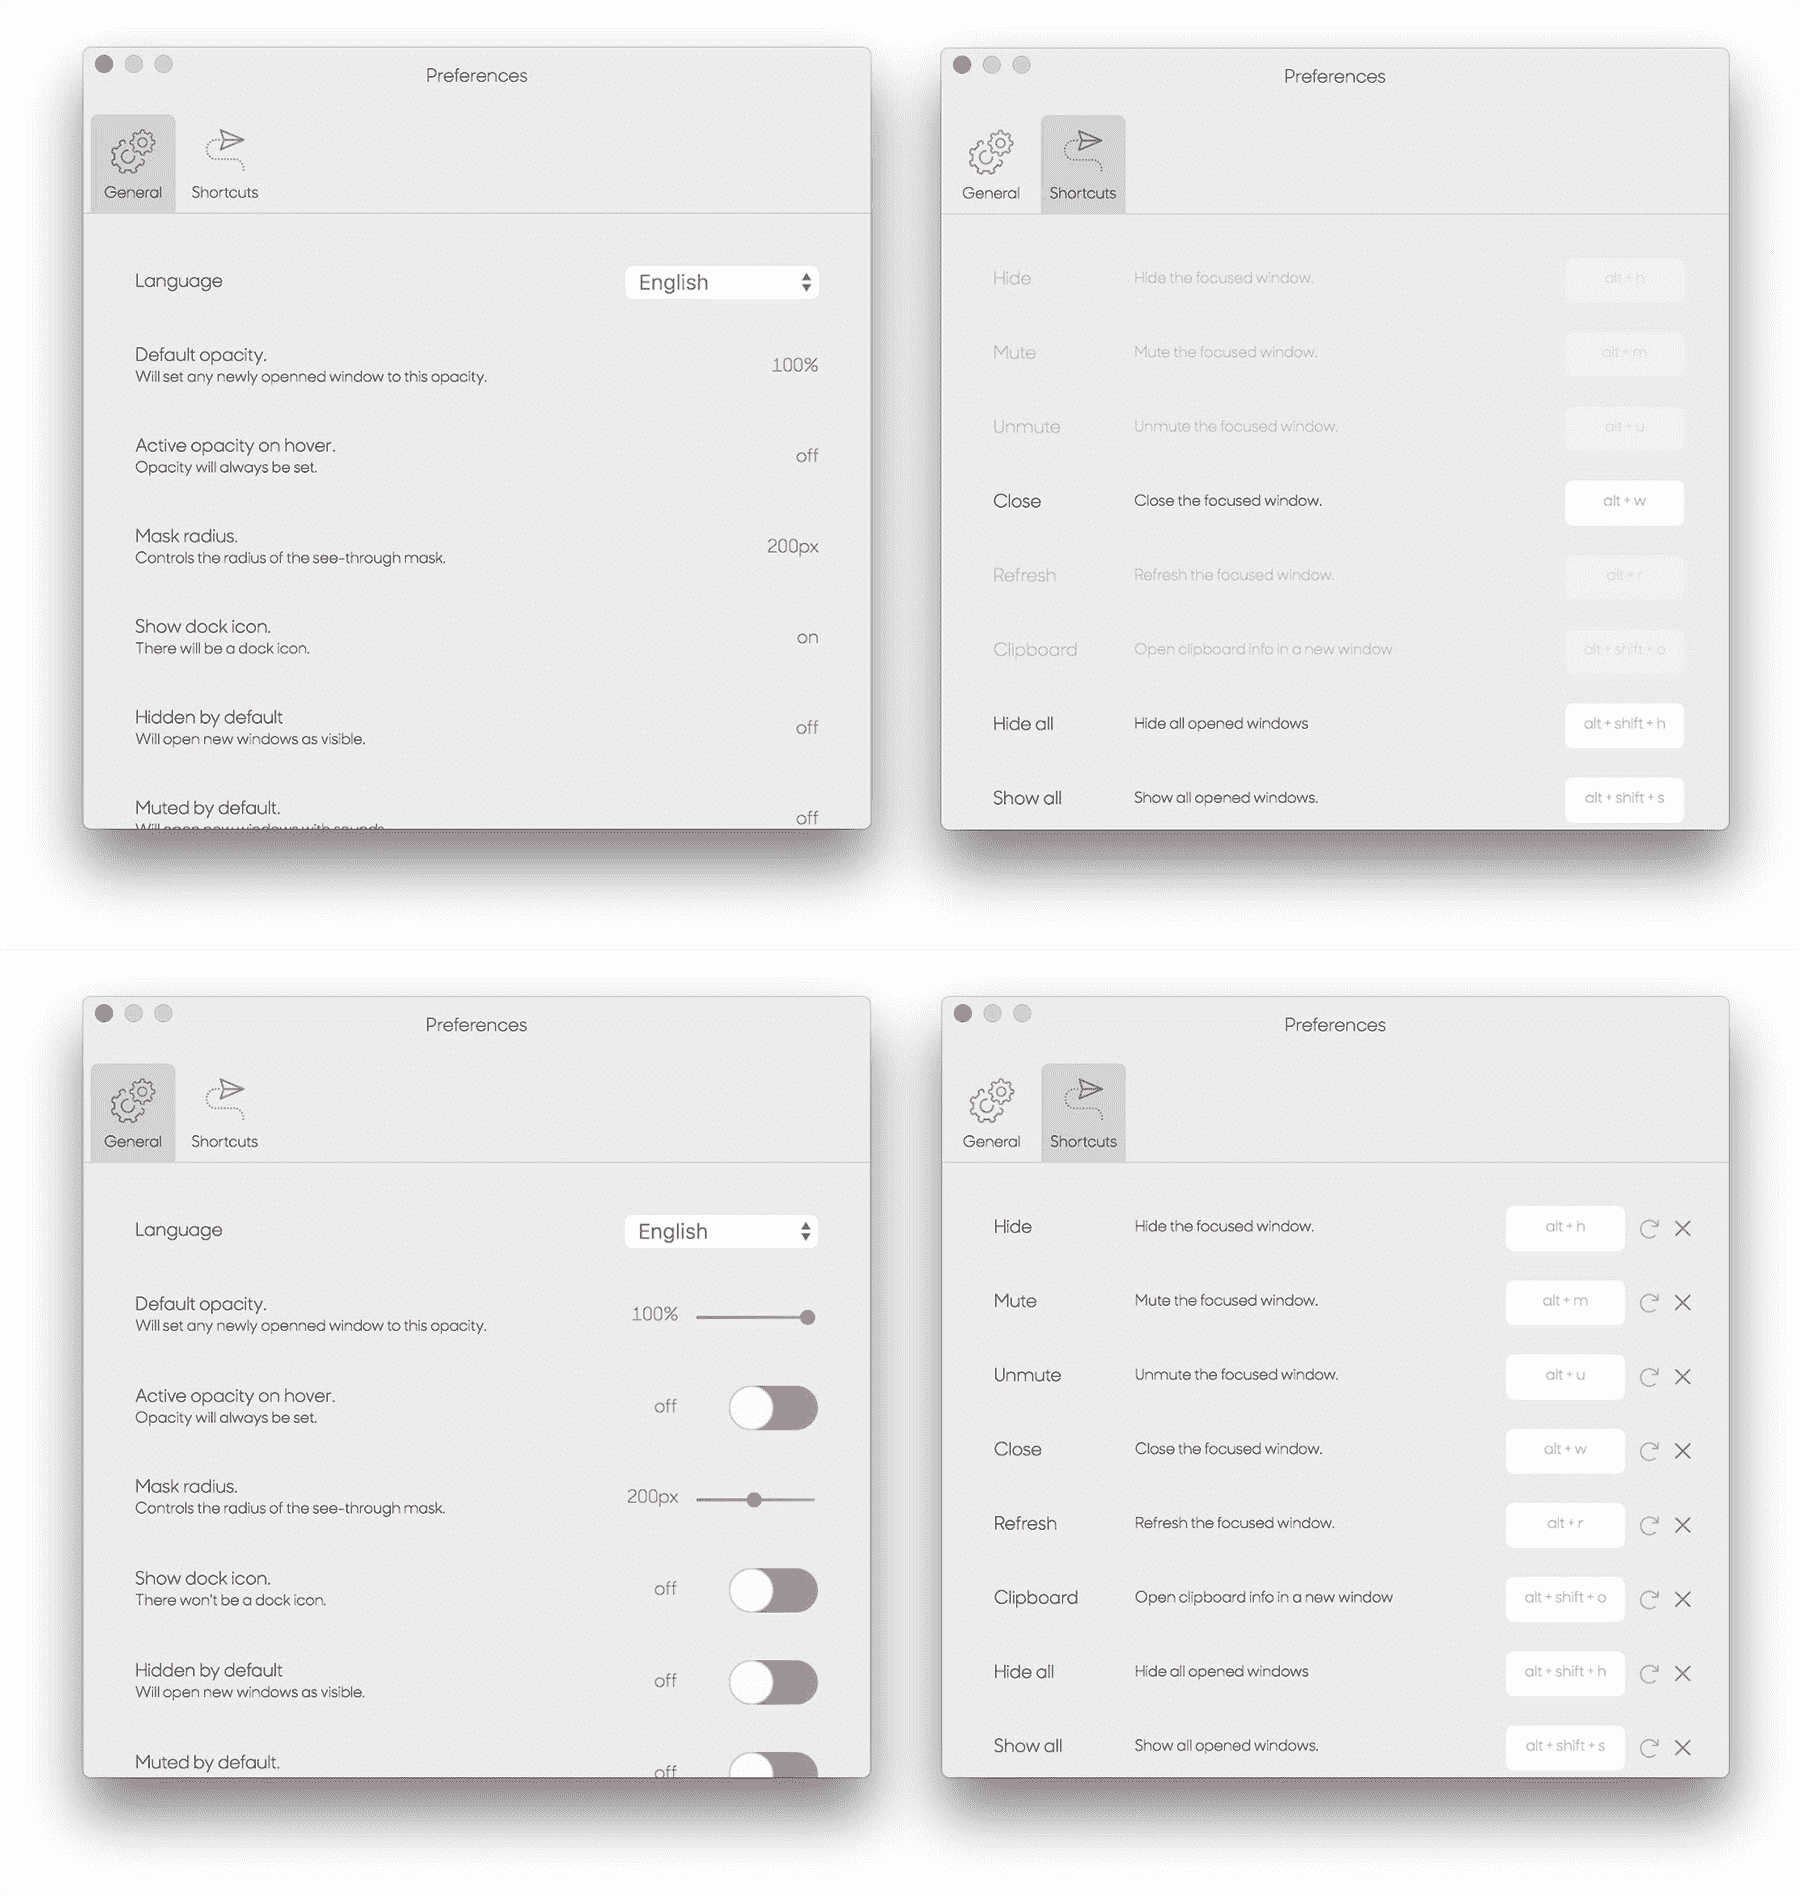 Preferences
General
Shortcuts
Language
English
Default opacity.
Will set any newly openned window to this opacity.
100%
Active opacity on hover.
Opacity will always be set.
off
Mask radius.
Controls the radius of the see-through mask.
200px
Show dock icon.
There will be a dock icon.
on
Hidden by default
Will open new windows as visible.
off
Muted by default.
Will open new windows with sounds.
off
Preferences
General
Shortcuts
Hide Hide the focused window. alt + h
Mute Mute the focused window. alt + m
Unmute Unmute the focused window. alt + u
Close Close the focused window. alt + w
Refresh Refresh the focused window. alt + r
Clipboard Open clipboard info in a new window alt + shift + o
Hide all Hide all opened windows alt + shift + h
Show all Show all opened windows. alt + shift + s
Preferences
General
Shortcuts
Language
English
Default opacity.
Will set any newly openned window to this opacity.
100%
Active opacity on hover.
Opacity will always be set.
off
Mask radius.
Controls the radius of the see-through mask.
200px
Show dock icon.
There won't be a dock icon.
off
Hidden by default
Will open new windows as visible.
off
Muted by default.
off
Preferences
General
Shortcuts
Hide Hide the focused window. alt + h
Mute Mute the focused window. alt + m
Unmute Unmute the focused window. alt + u
Close Close the focused window. alt + w
Refresh Refresh the focused window. alt + r
Clipboard Open clipboard info in a new window alt + shift + o
Hide all Hide all opened windows alt + shift + h
Show all Show all opened windows. alt + shift + s